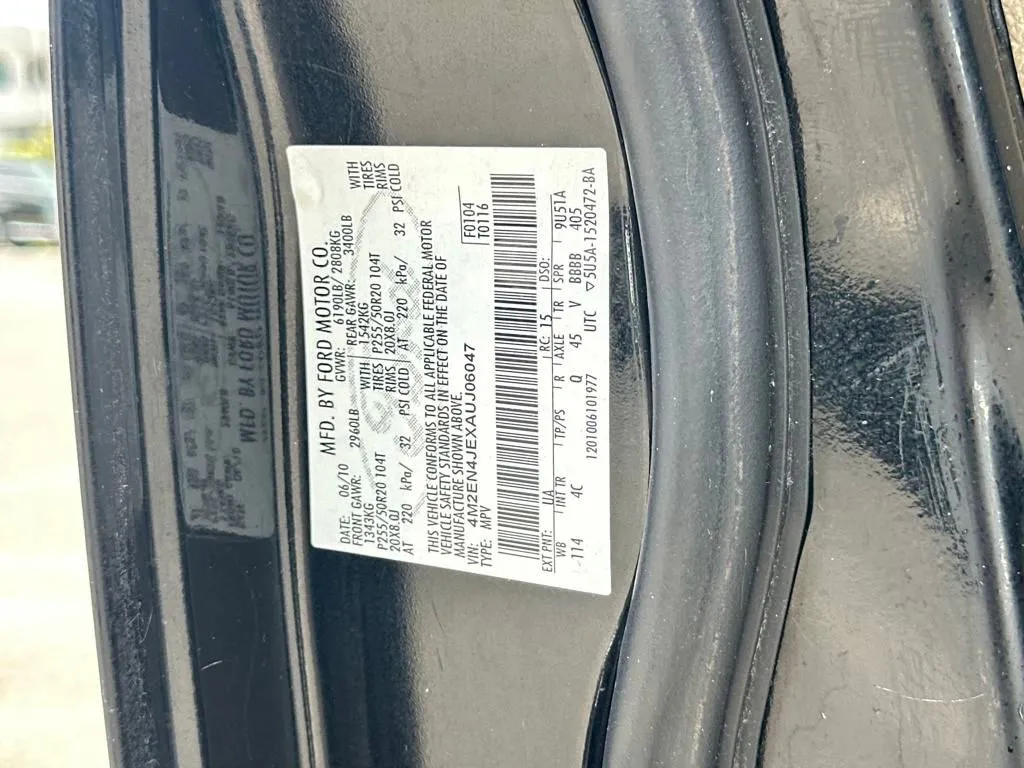 MFD. BY FORD MOTOR CO.
DATE: 06/10 GVWR: 6190LB/ 2808KG
FRONT GAWR: 2960LB REAR GAWR: 3400LB
1343KG WITH 1542KG WITH
P255/50R20 104T TIRES P255/50R20 104T TIRES
20X8.0J RIMS 20X8.0J RIMS
AT 220 kPa/ 32 PSI COLD AT 220 kPa/ 32 PSI COLD
THIS VEHICLE CONFORMS TO ALL APPLICABLE FEDERAL MOTOR
VEHICLE SAFETY STANDARDS IN EFFECT ON THE DATE OF
MANUFACTURE SHOWN ABOVE.
VIN: 4M2EN4JEXAUJ06047 F0104
TYPE: MPV T0116
EXT PNT: UA RC: 15 DSO:
WB INT TR TP/PS R AXLE TR SPR 9U51A
114 4C Q 45 V BBBB 405
UTC ▽5U5A-1520472-BA
12010006101977
FORD MOTOR CO